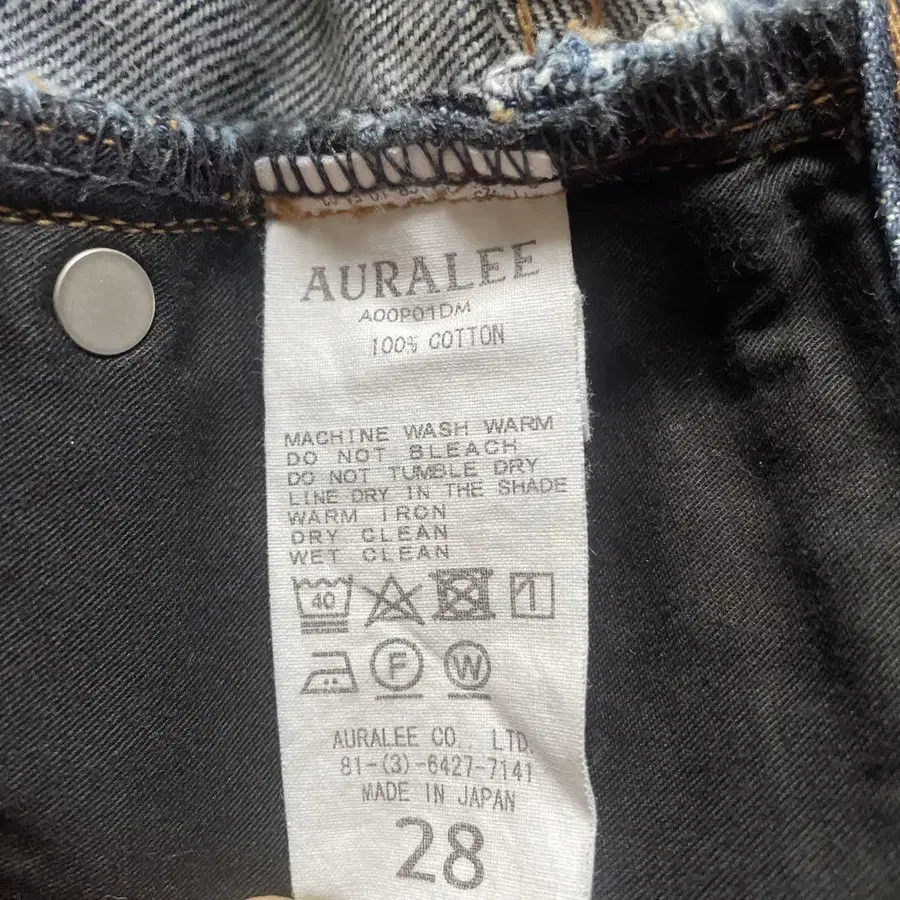 AURALEE
A00P01DM
100% COTTON
MACHINE WASH WARM
DO NOT BLEACH
DO NOT TUMBLE DRY
LINE DRY IN THE SHADE
WARM IRON
DRY CLEAN
WET CLEAN
40
F W
AURALEE CO., LTD.
81-(3)-6427-7141
MADE IN JAPAN
28